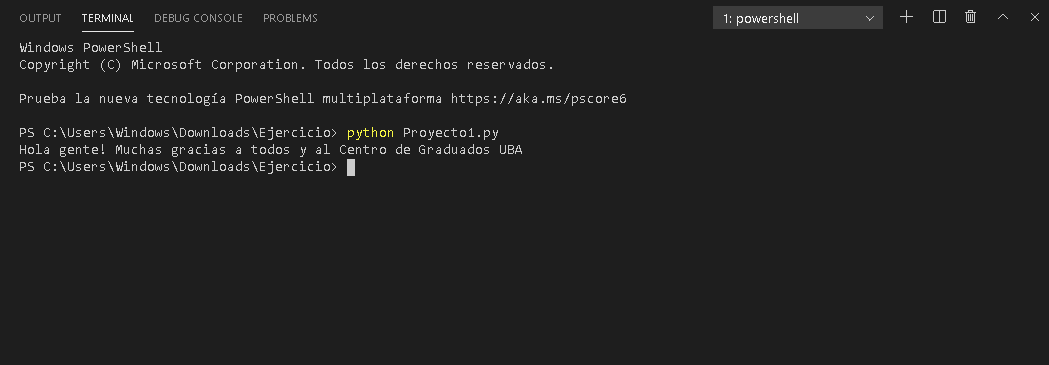 OUTPUT TERMINAL DEBUG CONSOLE PROBLEMS 1: powershell
Windows PowerShell
Copyright (C) Microsoft Corporation. Todos los derechos reservados.
Prueba la nueva tecnología PowerShell multiplataforma https://aka.ms/pscore6
PS C:\Users\Windows\Downloads\Ejercicio> python Proyecto1.py
Hola gente! Muchas gracias a todos y al Centro de Graduados UBA
PS C:\Users\Windows\Downloads\Ejercicio>